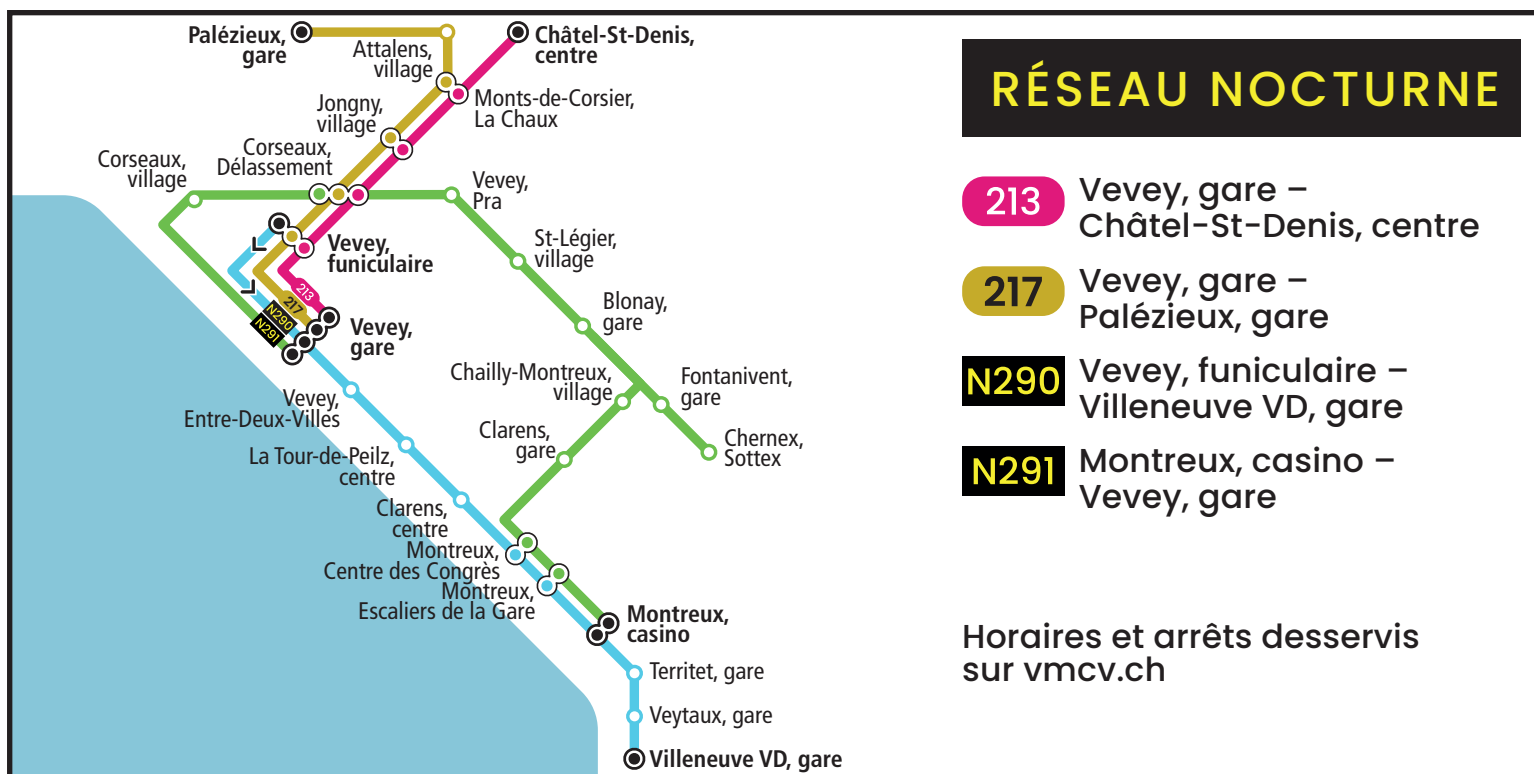 Palézieux,
gare
Attalens,
village
Châtel-St-Denis,
centre
Monts-de-Corsier,
La Chaux
Jongny,
village
Corseaux,
Délassement
Corseaux,
village
Vevey,
Pra
St-Légier,
village
Vevey,
funiculaire
213
217
N290
N291
Vevey,
gare
Blonay,
gare
Chailly-Montreux,
village
Fontanivent,
gare
Vevey,
Entre-Deux-Villes
Clarens,
gare
Chernex,
Sottex
La Tour-de-Peilz,
centre
Clarens,
centre
Montreux,
Centre des Congrès
Montreux,
Escaliers de la Gare
Montreux,
casino
Territet, gare
Veytaux, gare
Villeneuve VD, gare
RÉSEAU NOCTURNE
213 Vevey, gare –
Châtel-St-Denis, centre
217 Vevey, gare –
Palézieux, gare
N290 Vevey, funiculaire –
Villeneuve VD, gare
N291 Montreux, casino –
Vevey, gare
Horaires et arrêts desservis
sur vmcv.ch